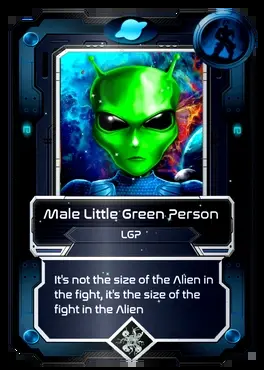 Male Little Green Person
LGP
It's not the size of the Alien in
the fight, it's the size of the
fight in the Alien